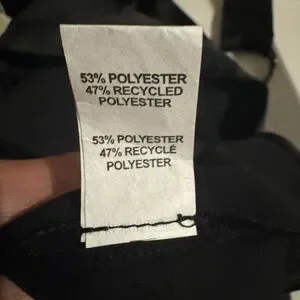 53% POLYESTER
47% RECYCLED
POLYESTER
53% POLYESTER
47% RECYCLÉ
POLYESTER